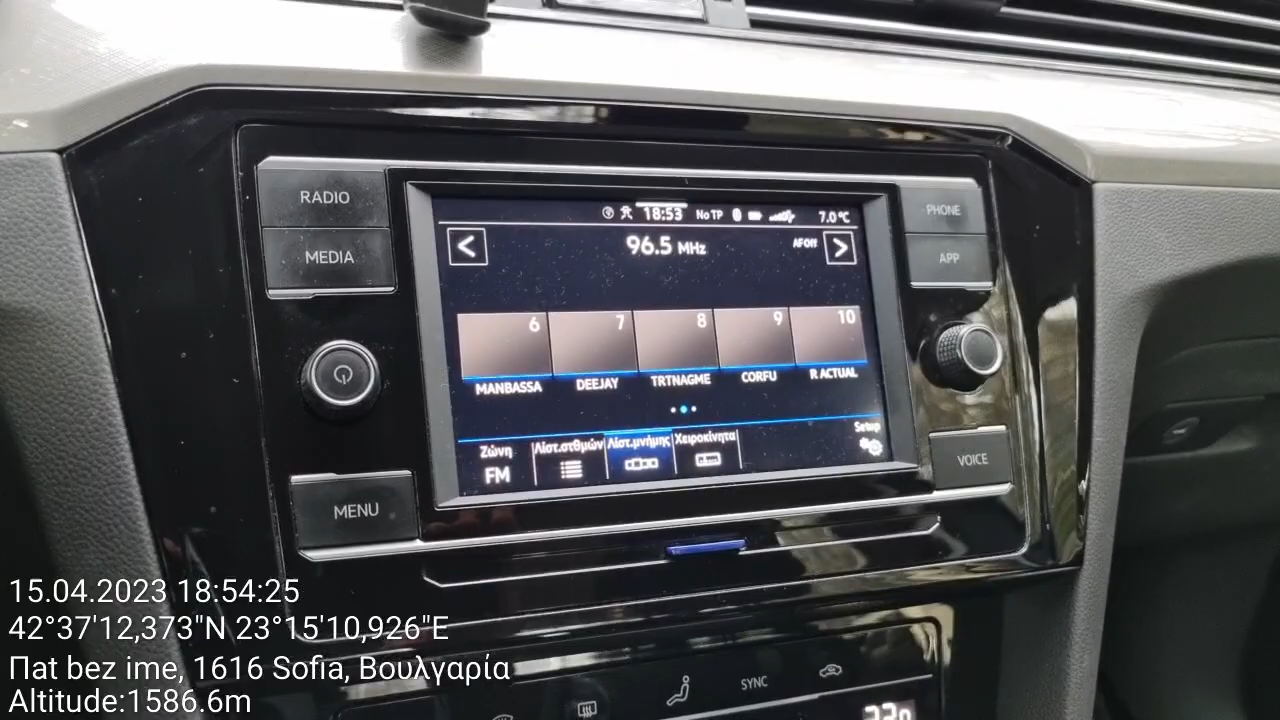 RADIO
MEDIA
MENU
18:53 No TP 7.0 °C
96.5 MHz
AF Off
6 7 8 9 10
MANBASSA DEEJAY TRTNAGME CORFU R ACTUAL
Ζώνη Λίστ.στθμών Λίστ.μνήμης Χειροκίνητα Setup
FM
PHONE
APP
VOICE
SYNC
15.04.2023 18:54:25
42°37'12,373"N 23°15'10,926"E
Πat bez ime, 1616 Sofia, Βουλγαρία
Altitude:1586.6m